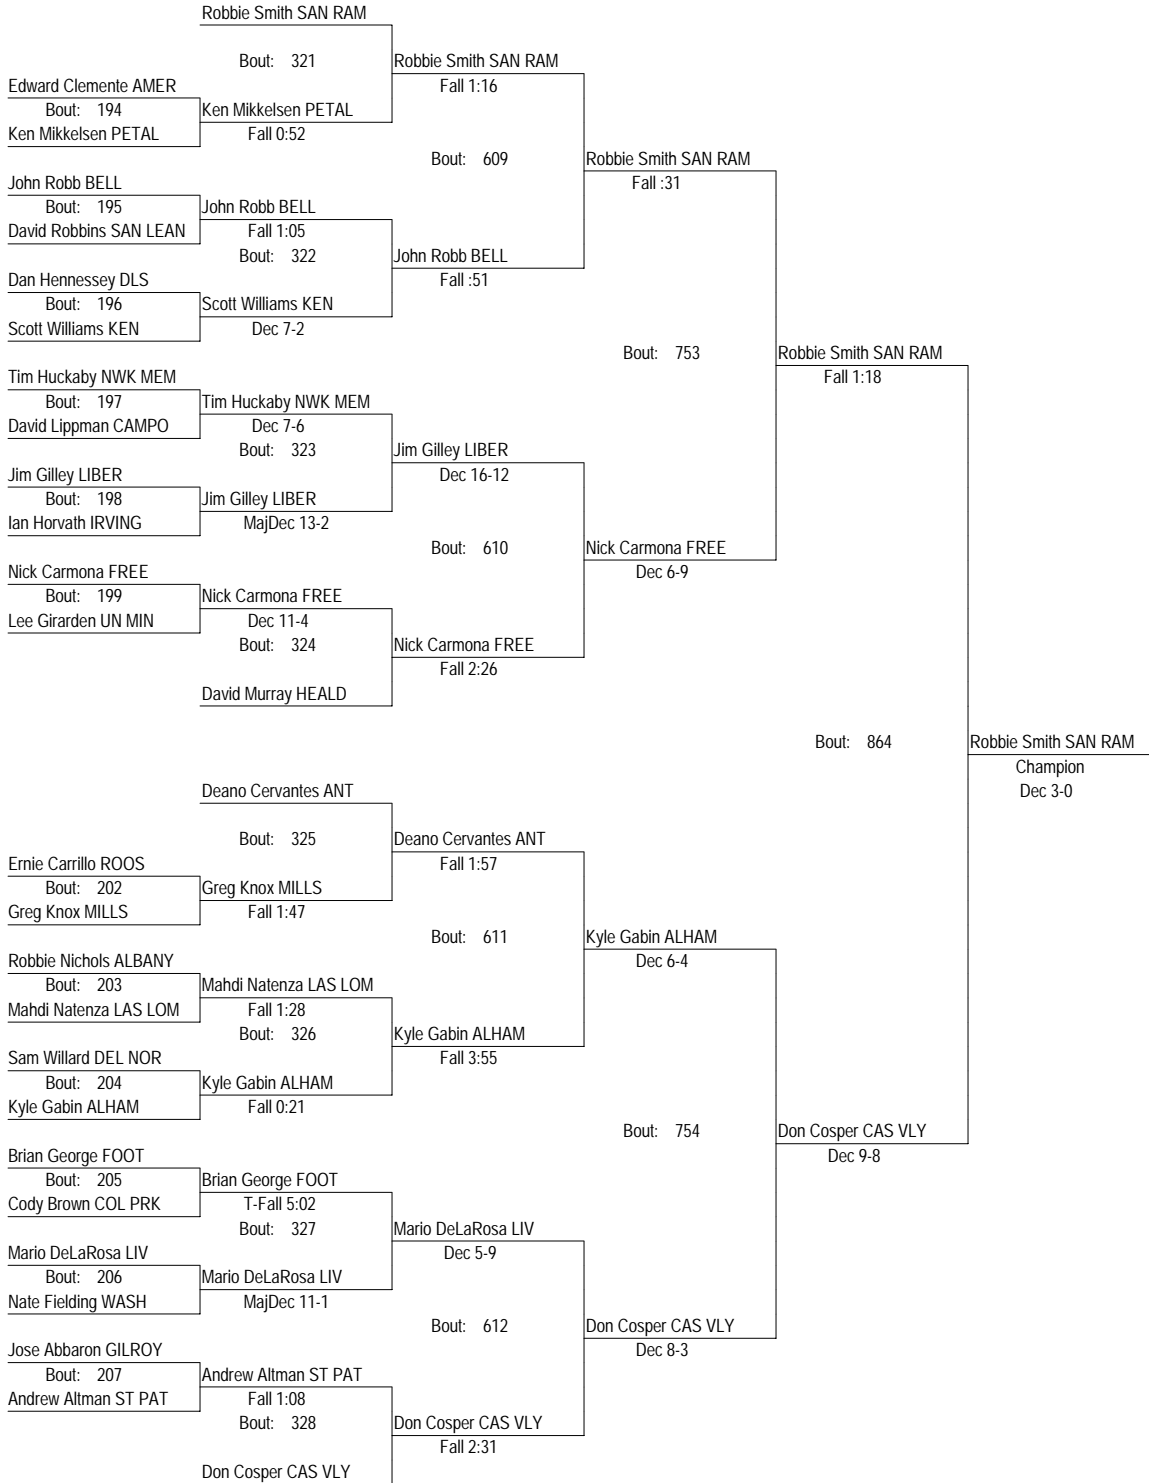 Robbie Smith SAN RAM
Bout: 321
Robbie Smith SAN RAM
Edward Clemente AMER
Fall 1:16
Bout: 194
Ken Mikkelsen PETAL
Ken Mikkelsen PETAL
Fall 0:52
Bout: 609
Robbie Smith SAN RAM
John Robb BELL
Fall :31
Bout: 195
John Robb BELL
David Robbins SAN LEAN
Fall 1:05
Bout: 322
John Robb BELL
Dan Hennessey DLS
Fall :51
Bout: 196
Scott Williams KEN
Scott Williams KEN
Dec 7-2
Bout: 753
Robbie Smith SAN RAM
Tim Huckaby NWK MEM
Fall 1:18
Bout: 197
Tim Huckaby NWK MEM
David Lippman CAMPO
Dec 7-6
Bout: 323
Jim Gilley LIBER
Jim Gilley LIBER
Dec 16-12
Bout: 198
Jim Gilley LIBER
Ian Horvath IRVING
MajDec 13-2
Bout: 610
Nick Carmona FREE
Nick Carmona FREE
Dec 6-9
Bout: 199
Nick Carmona FREE
Lee Girarden UN MIN
Dec 11-4
Bout: 324
Nick Carmona FREE
Fall 2:26
David Murray HEALD
Bout: 864
Robbie Smith SAN RAM
Champion
Dec 3-0
Deano Cervantes ANT
Bout: 325
Deano Cervantes ANT
Ernie Carrillo ROOS
Fall 1:57
Bout: 202
Greg Knox MILLS
Greg Knox MILLS
Fall 1:47
Bout: 611
Kyle Gabin ALHAM
Robbie Nichols ALBANY
Dec 6-4
Bout: 203
Mahdi Natenza LAS LOM
Mahdi Natenza LAS LOM
Fall 1:28
Bout: 326
Kyle Gabin ALHAM
Sam Willard DEL NOR
Fall 3:55
Bout: 204
Kyle Gabin ALHAM
Kyle Gabin ALHAM
Fall 0:21
Bout: 754
Don Cosper CAS VLY
Brian George FOOT
Dec 9-8
Bout: 205
Brian George FOOT
Cody Brown COL PRK
T-Fall 5:02
Bout: 327
Mario DeLaRosa LIV
Mario DeLaRosa LIV
Dec 5-9
Bout: 206
Mario DeLaRosa LIV
Nate Fielding WASH
MajDec 11-1
Bout: 612
Don Cosper CAS VLY
Jose Abbaron GILROY
Dec 8-3
Bout: 207
Andrew Altman ST PAT
Andrew Altman ST PAT
Fall 1:08
Bout: 328
Don Cosper CAS VLY
Fall 2:31
Don Cosper CAS VLY